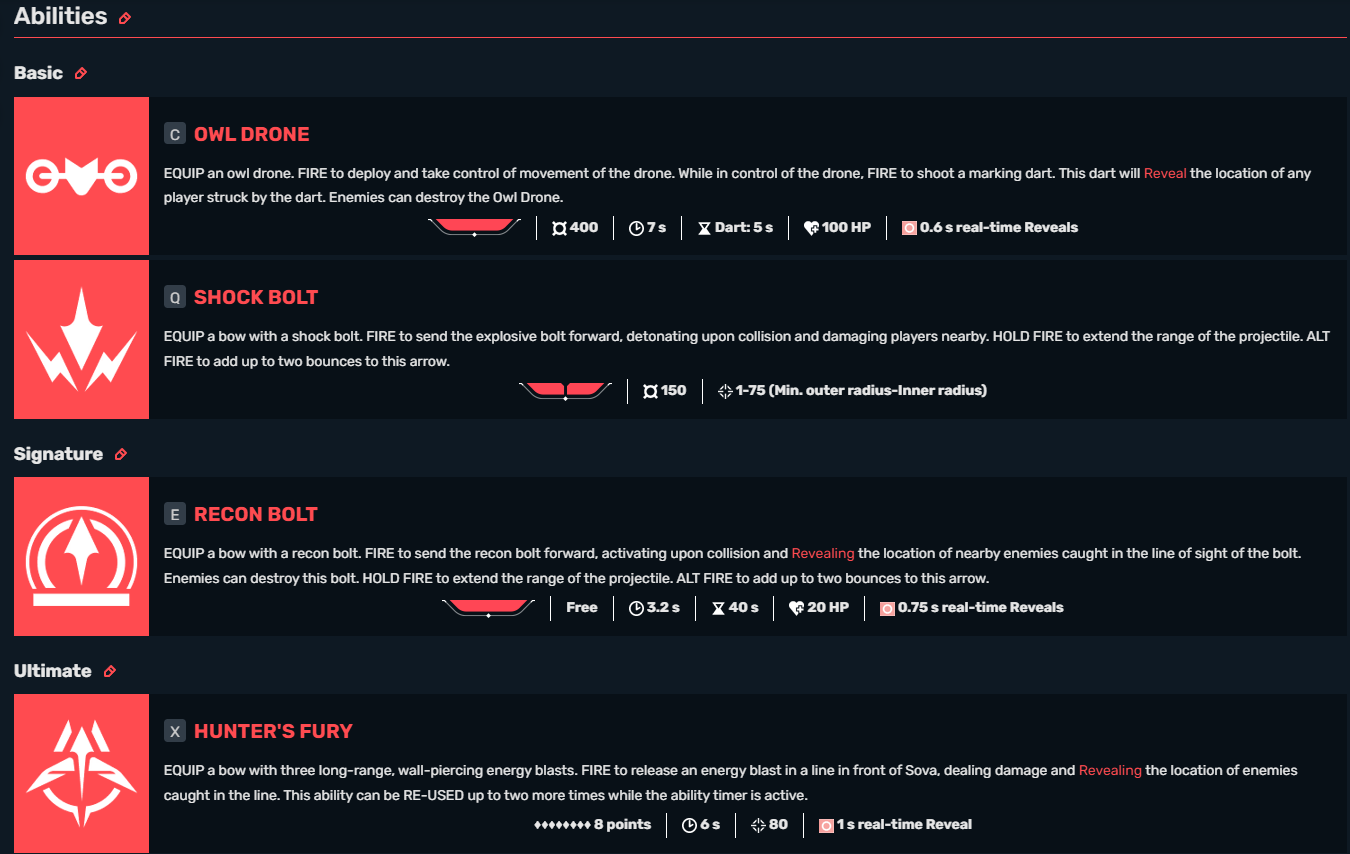 Abilities
Basic
C OWL DRONE
EQUIP an owl drone. FIRE to deploy and take control of movement of the drone. While in control of the drone, FIRE to shoot a marking dart. This dart will Reveal the location of any
player struck by the dart. Enemies can destroy the Owl Drone.
400 7 s Dart: 5 s 100 HP 0.6 s real-time Reveals
Q SHOCK BOLT
EQUIP a bow with a shock bolt. FIRE to send the explosive bolt forward, detonating upon collision and damaging players nearby. HOLD FIRE to extend the range of the projectile. ALT
FIRE to add up to two bounces to this arrow.
150 1-75 (Min. outer radius-Inner radius)
Signature
E RECON BOLT
EQUIP a bow with a recon bolt. FIRE to send the recon bolt forward, activating upon collision and Revealing the location of nearby enemies caught in the line of sight of the bolt.
Enemies can destroy this bolt. HOLD FIRE to extend the range of the projectile. ALT FIRE to add up to two bounces to this arrow.
Free 3.2 s 40 s 20 HP 0.75 s real-time Reveals
Ultimate
X HUNTER'S FURY
EQUIP a bow with three long-range, wall-piercing energy blasts. FIRE to release an energy blast in a line in front of Sova, dealing damage and Revealing the location of enemies
caught in the line. This ability can be RE-USED up to two more times while the ability timer is active.
8 points 6 s 80 1 s real-time Reveal